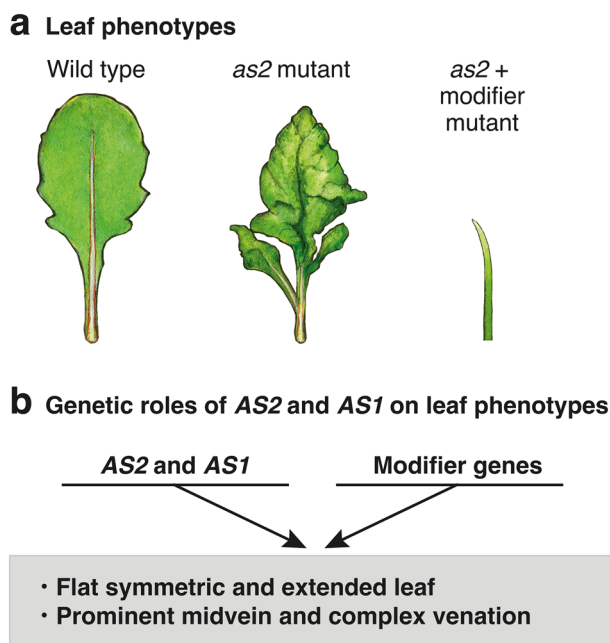 a Leaf phenotypes
Wild type
as2 mutant
as2 +
modifier
mutant
b Genetic roles of AS2 and AS1 on leaf phenotypes
AS2 and AS1
Modifier genes
· Flat symmetric and extended leaf
· Prominent midvein and complex venation